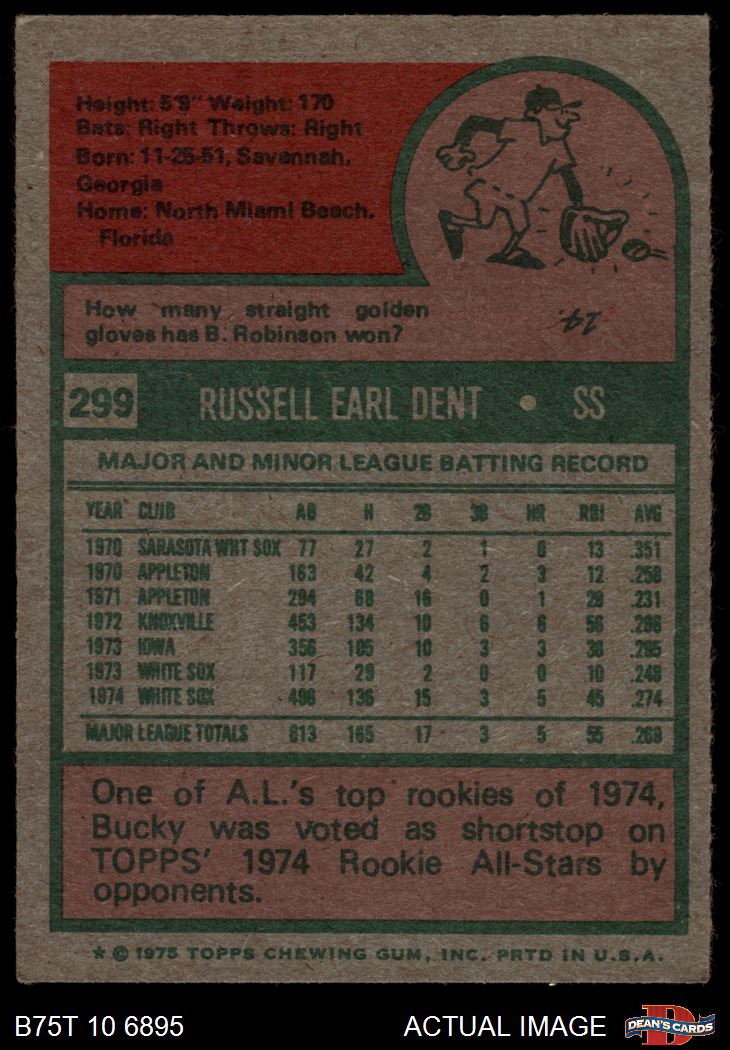 Height: 5'9" Weight: 170
Bats: Right Throws: Right
Born: 11-25-51, Savannah,
Georgia
Home: North Miami Beach,
Florida
How many straight golden
gloves has B. Robinson won?
14.
299 RUSSELL EARL DENT • SS
MAJOR AND MINOR LEAGUE BATTING RECORD
YEAR CLUB AB H 2B 3B HR RBI AVG
1970 SARASOTA WHT SOX 77 27 2 1 0 13 .351
1970 APPLETON 163 42 4 2 3 12 .258
1971 APPLETON 294 68 16 0 1 28 .231
1972 KNOXVILLE 453 134 10 6 6 56 .296
1973 IOWA 356 105 10 3 3 38 .295
1973 WHITE SOX 117 29 2 0 0 10 .248
1974 WHITE SOX 496 136 15 3 5 45 .274
MAJOR LEAGUE TOTALS 613 165 17 3 5 55 .269
One of A.L.'s top rookies of 1974,
Bucky was voted as shortstop on
TOPPS' 1974 Rookie All-Stars by
opponents.
* © 1975 TOPPS CHEWING GUM, INC. PRTD IN U.S.A.
B75T 10 6895 ACTUAL IMAGE
D
DEAN'S CARDS